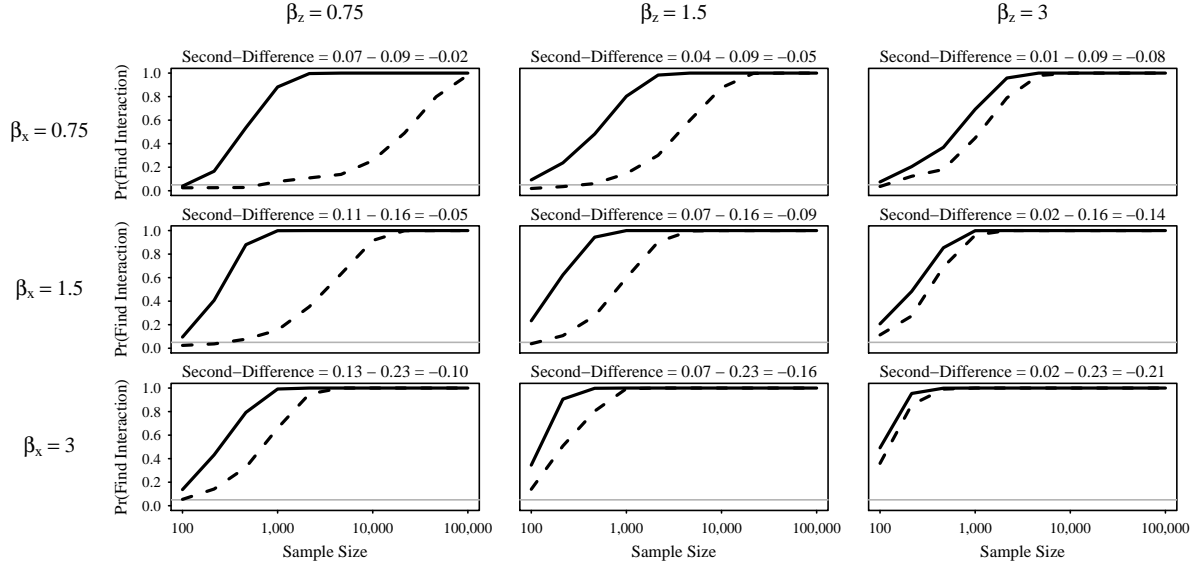 βz = 0.75 βz = 1.5 βz = 3
Second−Difference = 0.07 − 0.09 = −0.02 Second−Difference = 0.04 − 0.09 = −0.05 Second−Difference = 0.01 − 0.09 = −0.08
βx = 0.75
Pr(Find Interaction)
1.0
0.8
0.6
0.4
0.2
0.0
Second−Difference = 0.11 − 0.16 = −0.05 Second−Difference = 0.07 − 0.16 = −0.09 Second−Difference = 0.02 − 0.16 = −0.14
βx = 1.5
Pr(Find Interaction)
1.0
0.8
0.6
0.4
0.2
0.0
Second−Difference = 0.13 − 0.23 = −0.10 Second−Difference = 0.07 − 0.23 = −0.16 Second−Difference = 0.02 − 0.23 = −0.21
βx = 3
Pr(Find Interaction)
1.0
0.8
0.6
0.4
0.2
0.0
100 1,000 10,000 100,000 100 1,000 10,000 100,000 100 1,000 10,000 100,000
Sample Size Sample Size Sample Size